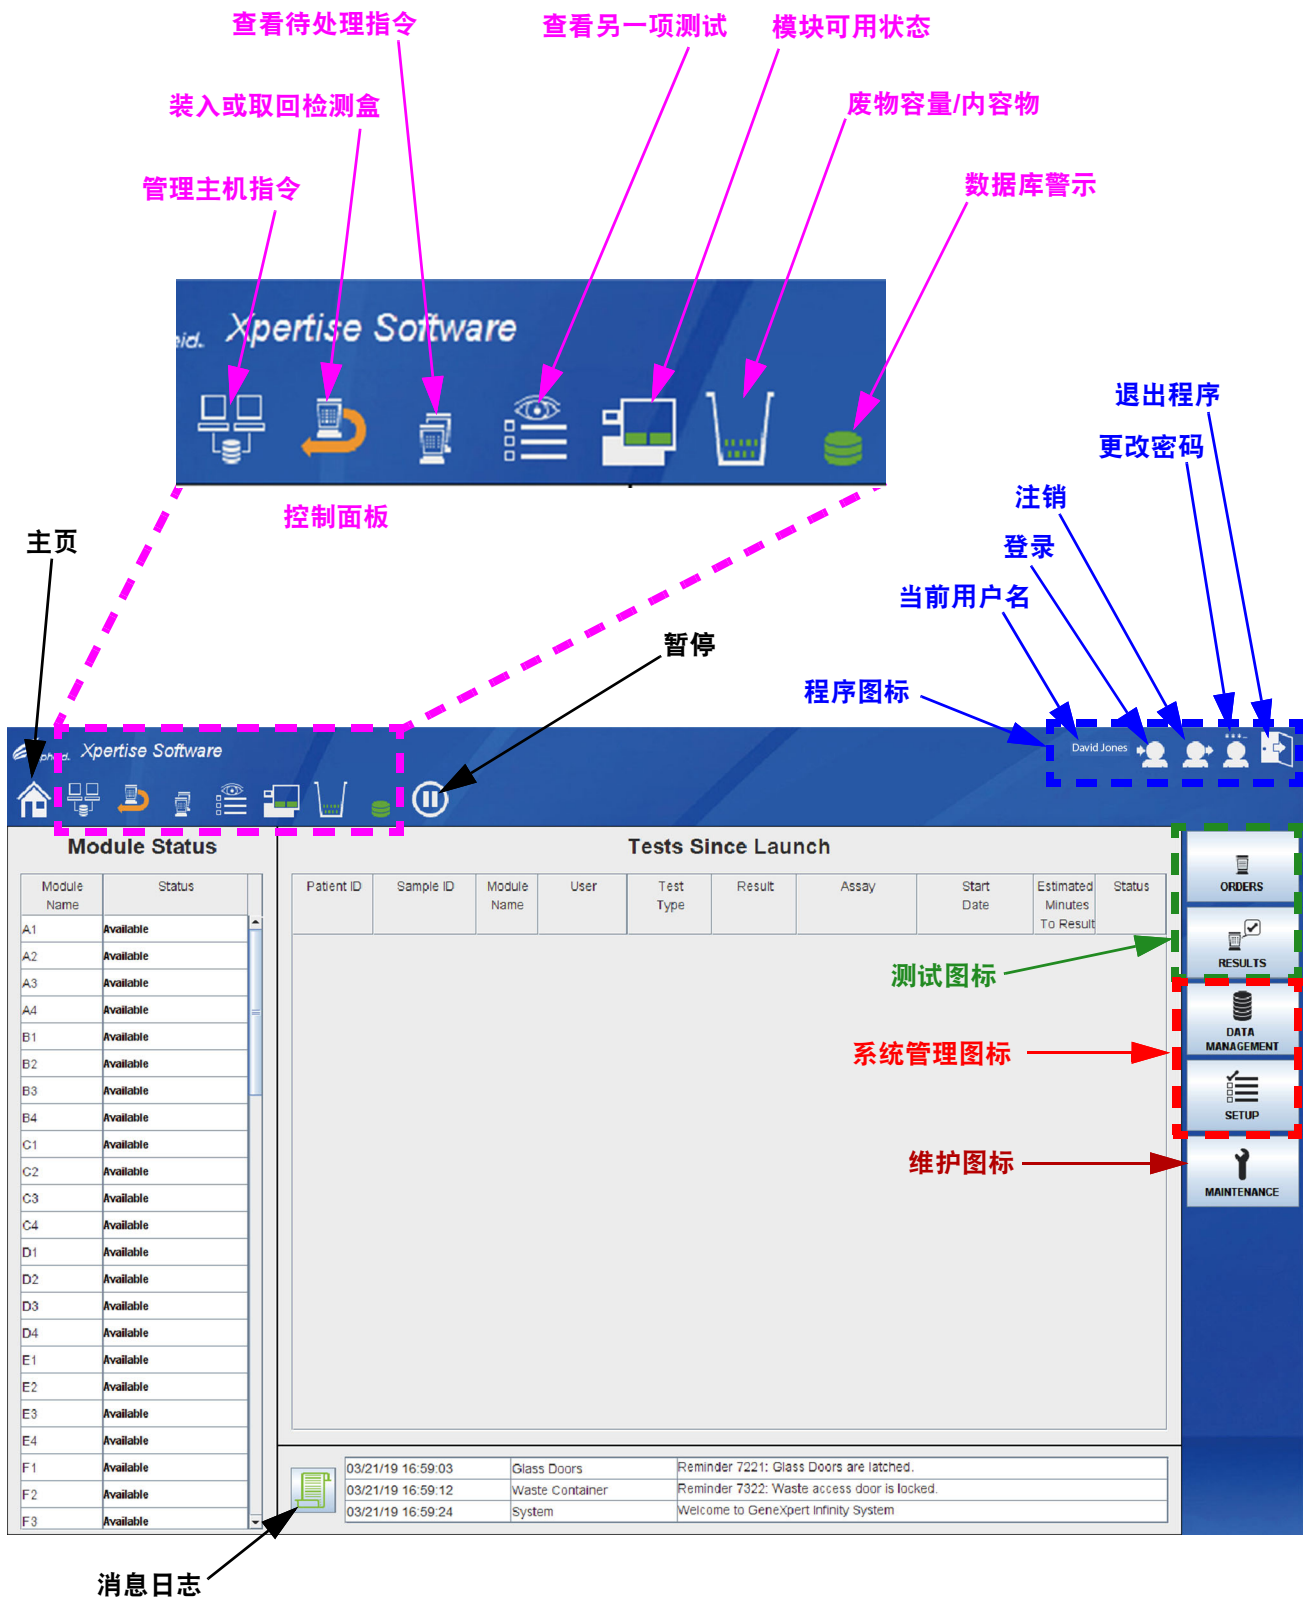 查看待处理指令
查看另一项测试
模块可用状态
装入或取回检测盒
废物容量/内容物
管理主机指令
数据库警示
eid. Xpertise Software
退出程序
更改密码
控制面板
注销
主页
登录
当前用户名
暂停
程序图标
Xpertise Software
David Jones
Module Status
Tests Since Launch
Module Name
Status
Patient ID
Sample ID
Module Name
User
Test Type
Result
Assay
Start Date
Estimated Minutes To Result
Status
A1 Available
A2 Available
A3 Available
A4 Available
B1 Available
B2 Available
B3 Available
B4 Available
C1 Available
C2 Available
C3 Available
C4 Available
D1 Available
D2 Available
D3 Available
D4 Available
E1 Available
E2 Available
E3 Available
E4 Available
F1 Available
F2 Available
F3 Available
ORDERS
RESULTS
测试图标
DATA
MANAGEMENT
系统管理图标
SETUP
维护图标
MAINTENANCE
03/21/19 16:59:03 Glass Doors Reminder 7221: Glass Doors are latched.
03/21/19 16:59:12 Waste Container Reminder 7322: Waste access door is locked.
03/21/19 16:59:24 System Welcome to GeneXpert Infinity System
消息日志